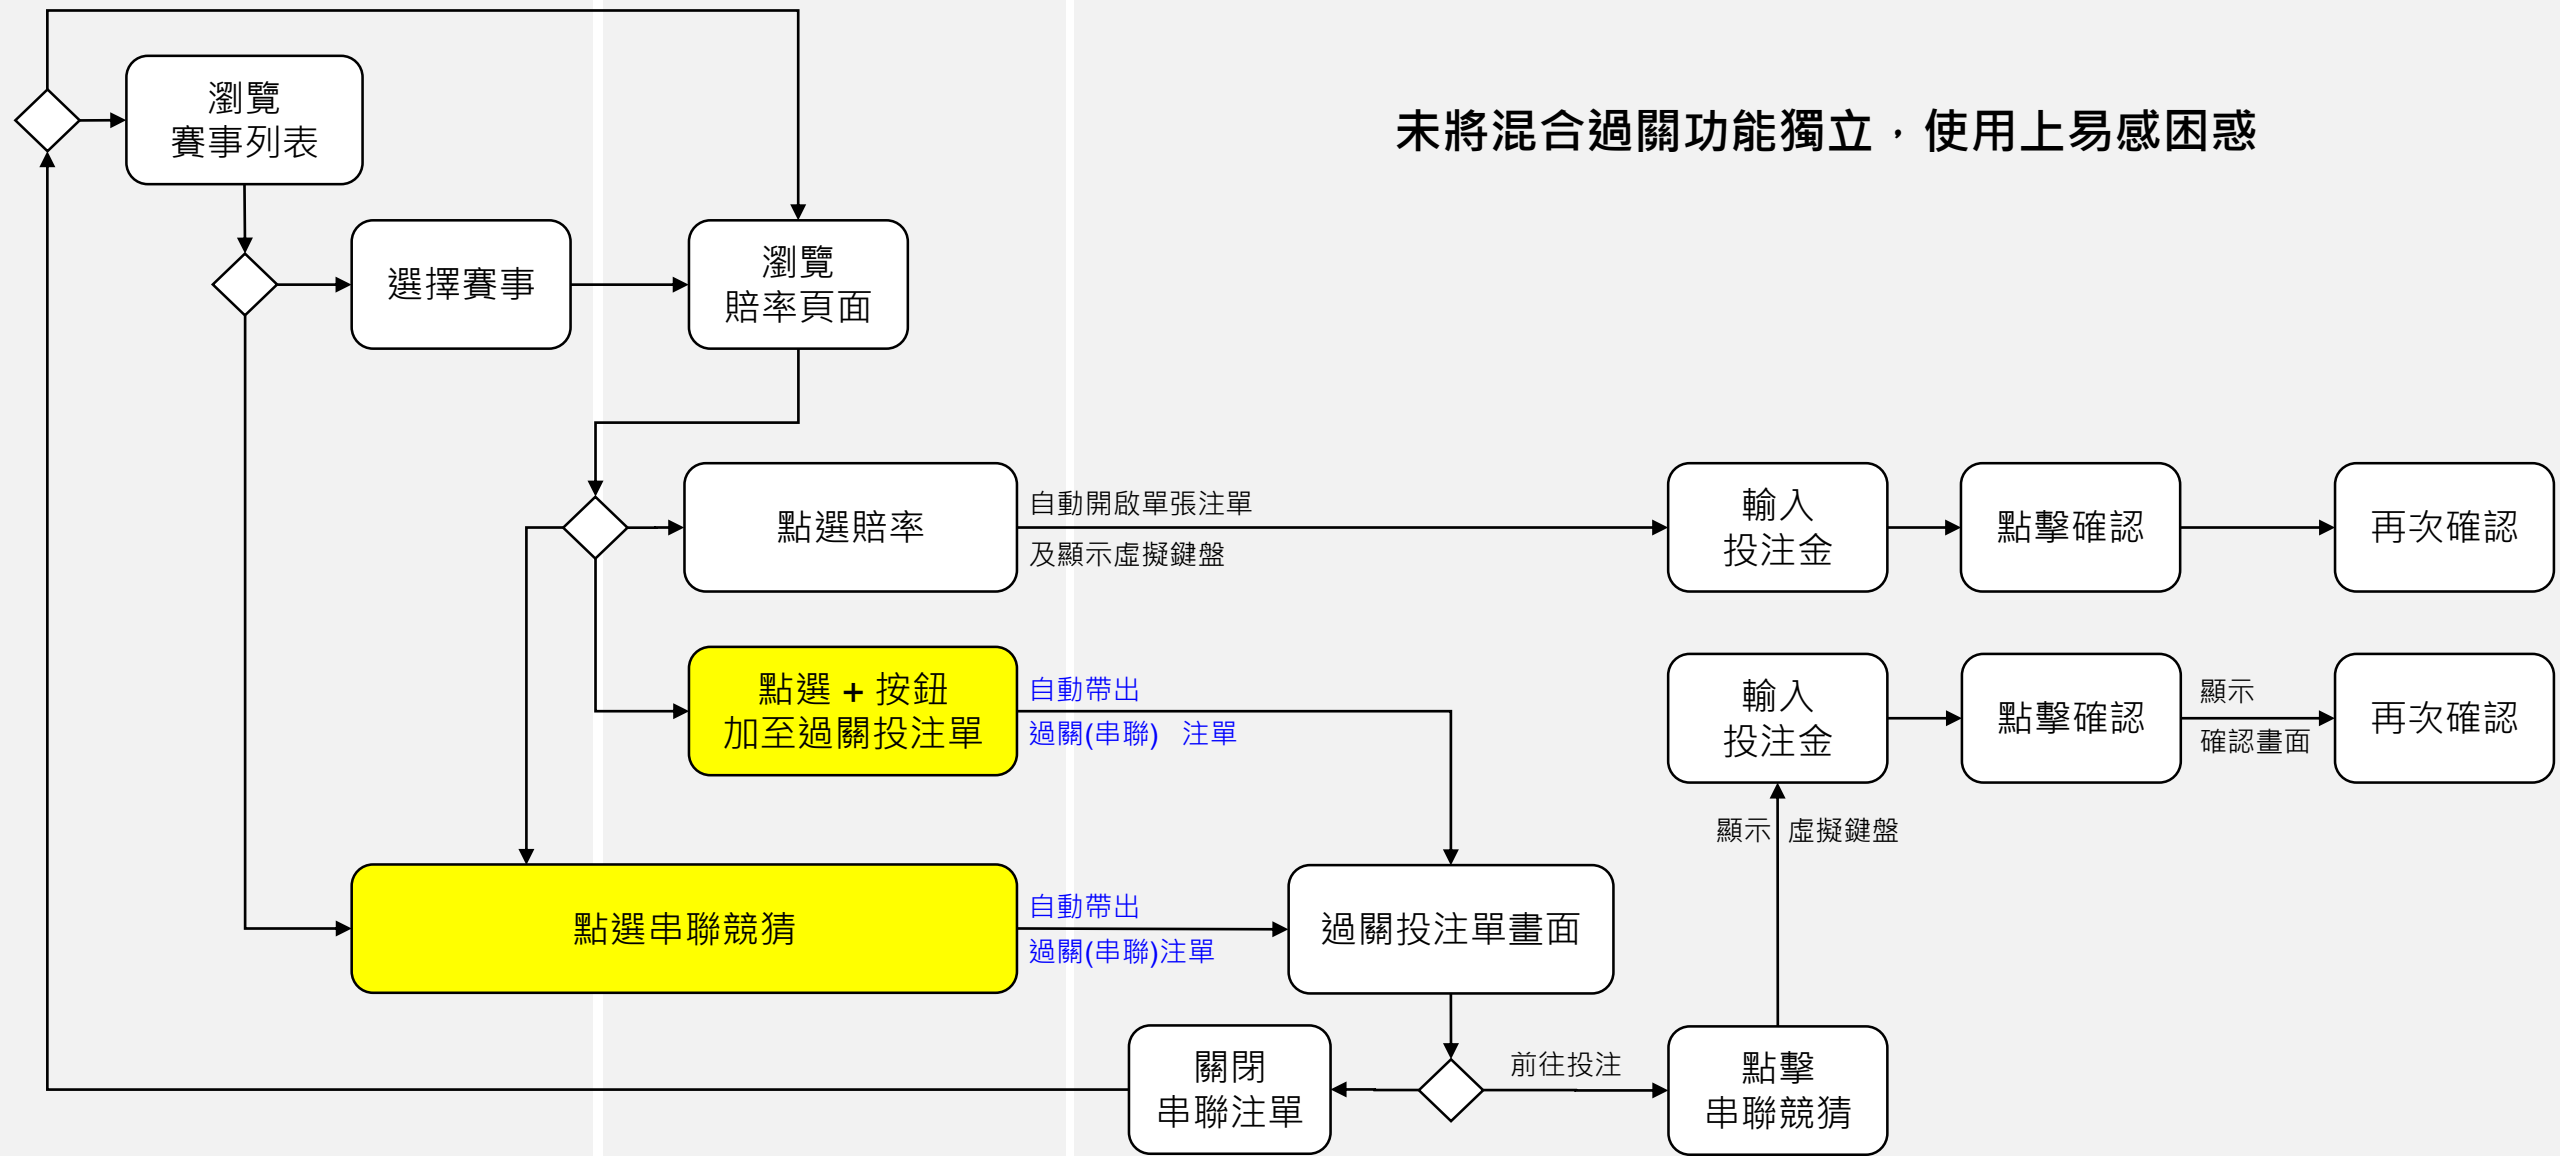 未將混合過關功能獨立，使用上易感困惑
瀏覽
賽事列表
選擇賽事
瀏覽
賠率頁面
點選賠率
自動開啟單張注單
及顯示虛擬鍵盤
輸入
投注金
點擊確認
再次確認
點選 + 按鈕
加至過關投注單
自動帶出
過關(串聯) 注單
輸入
投注金
點擊確認
顯示
確認畫面
再次確認
顯示 虛擬鍵盤
點選串聯競猜
自動帶出
過關(串聯)注單
過關投注單畫面
關閉
串聯注單
前往投注
點擊
串聯競猜